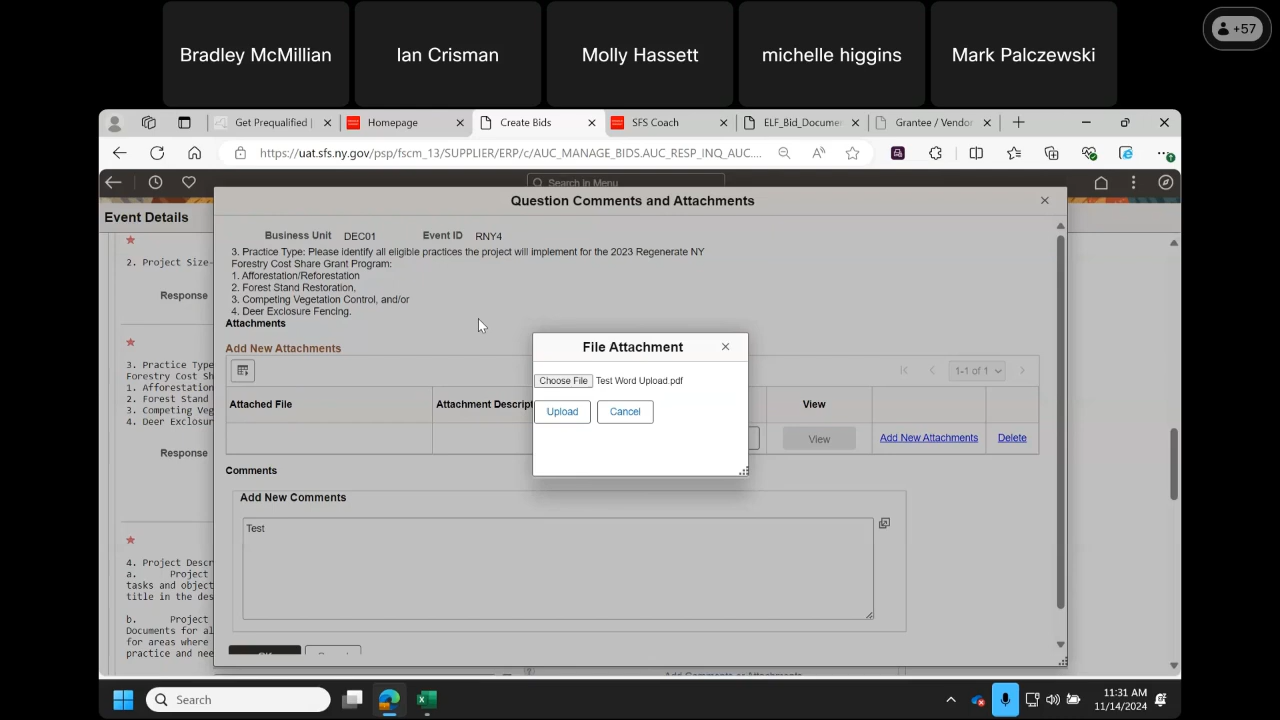 Bradley McMillian
Ian Crisman
Molly Hassett
michelle higgins
Mark Palczewski
+57
Get Prequalified |
Homepage
Create Bids
SFS Coach
ELF_Bid_Documen
Grantee / Vendor
https://uat.sfs.ny.gov/psp/fscm_13/SUPPLIER/ERP/c/AUC_MANAGE_BIDS.AUC_RESP_INQ_AUC....
Search in Menu
Event Details
Question Comments and Attachments
Business Unit DEC01 Event ID RNY4
3. Practice Type: Please identify all eligible practices the project will implement for the 2023 Regenerate NY
Forestry Cost Share Grant Program:
1. Afforestation/Reforestation
2. Forest Stand Restoration,
3. Competing Vegetation Control, and/or
4. Deer Exclosure Fencing.
Attachments
Add New Attachments
1-1 of 1
Attached File
Attachment Descript
View
View
Add New Attachments
Delete
File Attachment
Choose File Test Word Upload.pdf
Upload
Cancel
Comments
Add New Comments
Test
2. Project Size-
Response
3. Practice Type
Forestry Cost Sh
1. Afforestation
2. Forest Stand
3. Competing Veg
4. Deer Exclosur
Response
4. Project Descr
a. Project
tasks and object
title in the des
b. Project
Documents for al
for areas where
practice and nee
Add Comments or Attachments
Search
11:31 AM
11/14/2024